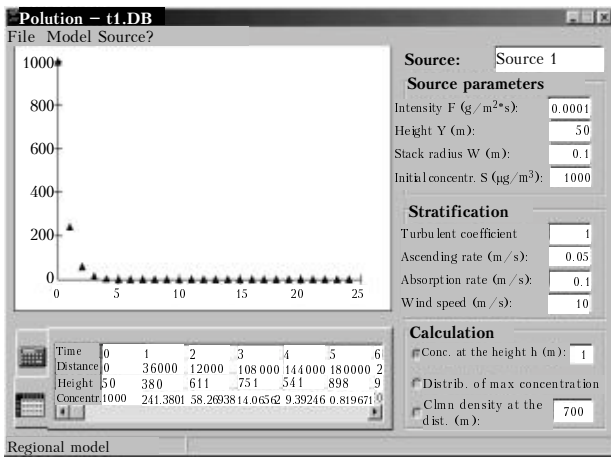 Polution – t1.DB
File Model Source?
1000
800
600
400
200
0
0 5 10 15 20 25
Source: Source 1
Source parameters
Intensity F (g/m²*s): 0.0001
Height Y (m): 50
Stack radius W (m): 0.1
Initial concentr. S (μg/m³): 1000
Stratification
Turbulent coefficient 1
Ascending rate (m/s): 0.05
Absorption rate (m/s): 0.1
Wind speed (m/s): 10
Calculation
Conc. at the height h (m): 1
Distrib. of max concentration
Clmn density at the
dist. (m): 700
Time 0 1 2 3 4 5 6
Distance 0 36000 12000 108000 144000 180000 2
Height 50 380 611 751 541 898 9
Concentr. 1000 241.3801 58.26938 14.06562 9.39246 0.819671 0
Regional model